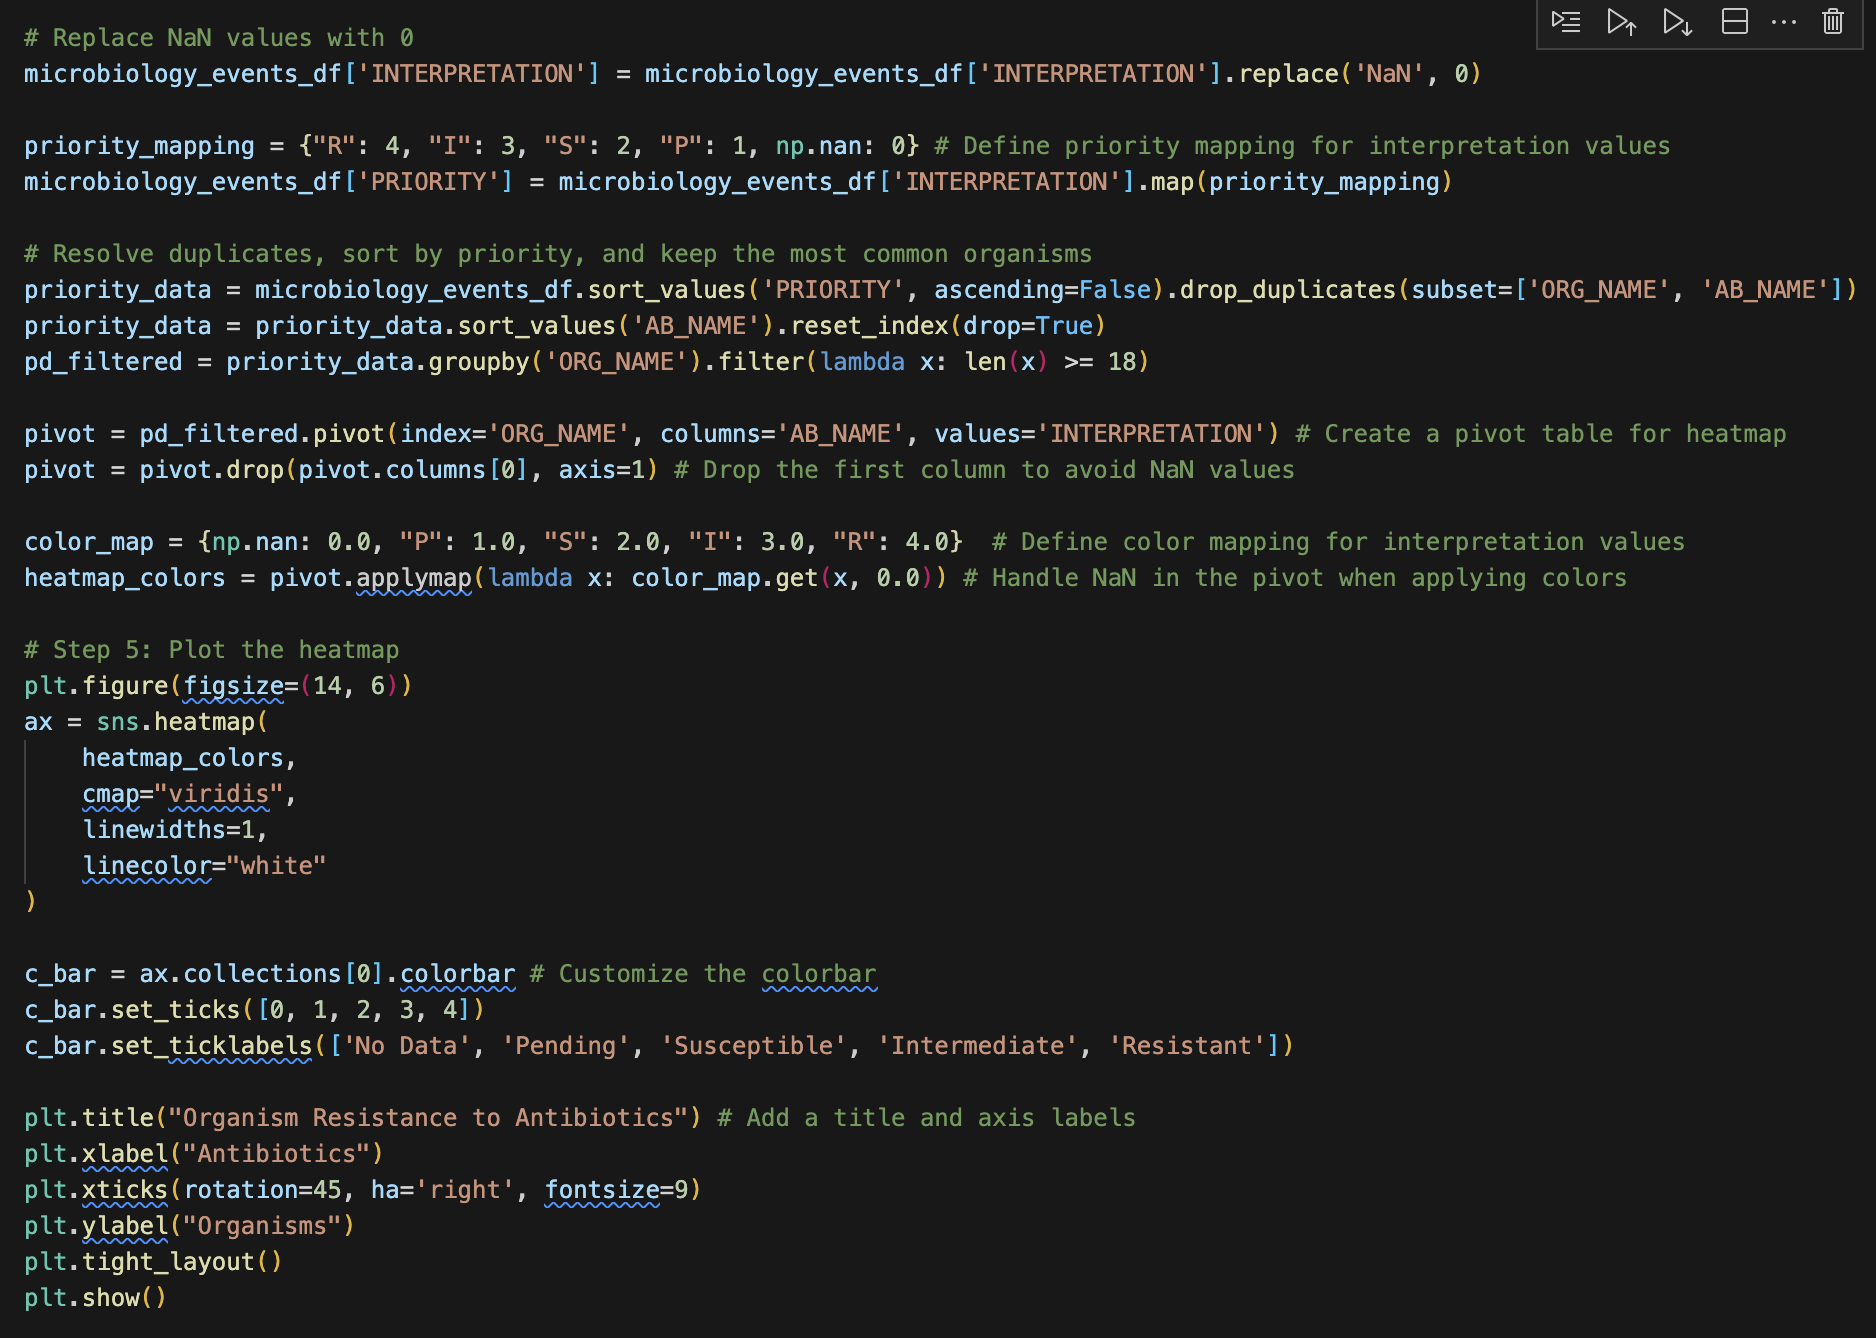 # Replace NaN values with 0
microbiology_events_df['INTERPRETATION'] = microbiology_events_df['INTERPRETATION'].replace('NaN', 0)
priority_mapping = {"R": 4, "I": 3, "S": 2, "P": 1, np.nan: 0} # Define priority mapping for interpretation values
microbiology_events_df['PRIORITY'] = microbiology_events_df['INTERPRETATION'].map(priority_mapping)
# Resolve duplicates, sort by priority, and keep the most common organisms
priority_data = microbiology_events_df.sort_values('PRIORITY', ascending=False).drop_duplicates(subset=['ORG_NAME', 'AB_NAME'])
priority_data = priority_data.sort_values('AB_NAME').reset_index(drop=True)
pd_filtered = priority_data.groupby('ORG_NAME').filter(lambda x: len(x) >= 18)
pivot = pd_filtered.pivot(index='ORG_NAME', columns='AB_NAME', values='INTERPRETATION') # Create a pivot table for heatmap
pivot = pivot.drop(pivot.columns[0], axis=1) # Drop the first column to avoid NaN values
color_map = {np.nan: 0.0, "P": 1.0, "S": 2.0, "I": 3.0, "R": 4.0}  # Define color mapping for interpretation values
heatmap_colors = pivot.applymap(lambda x: color_map.get(x, 0.0)) # Handle NaN in the pivot when applying colors
# Step 5: Plot the heatmap
plt.figure(figsize=(14, 6))
ax = sns.heatmap(
    heatmap_colors,
    cmap="viridis",
    linewidths=1,
    linecolor="white"
)
c_bar = ax.collections[0].colorbar # Customize the colorbar
c_bar.set_ticks([0, 1, 2, 3, 4])
c_bar.set_ticklabels(['No Data', 'Pending', 'Susceptible', 'Intermediate', 'Resistant'])
plt.title("Organism Resistance to Antibiotics") # Add a title and axis labels
plt.xlabel("Antibiotics")
plt.xticks(rotation=45, ha='right', fontsize=9)
plt.ylabel("Organisms")
plt.tight_layout()
plt.show()